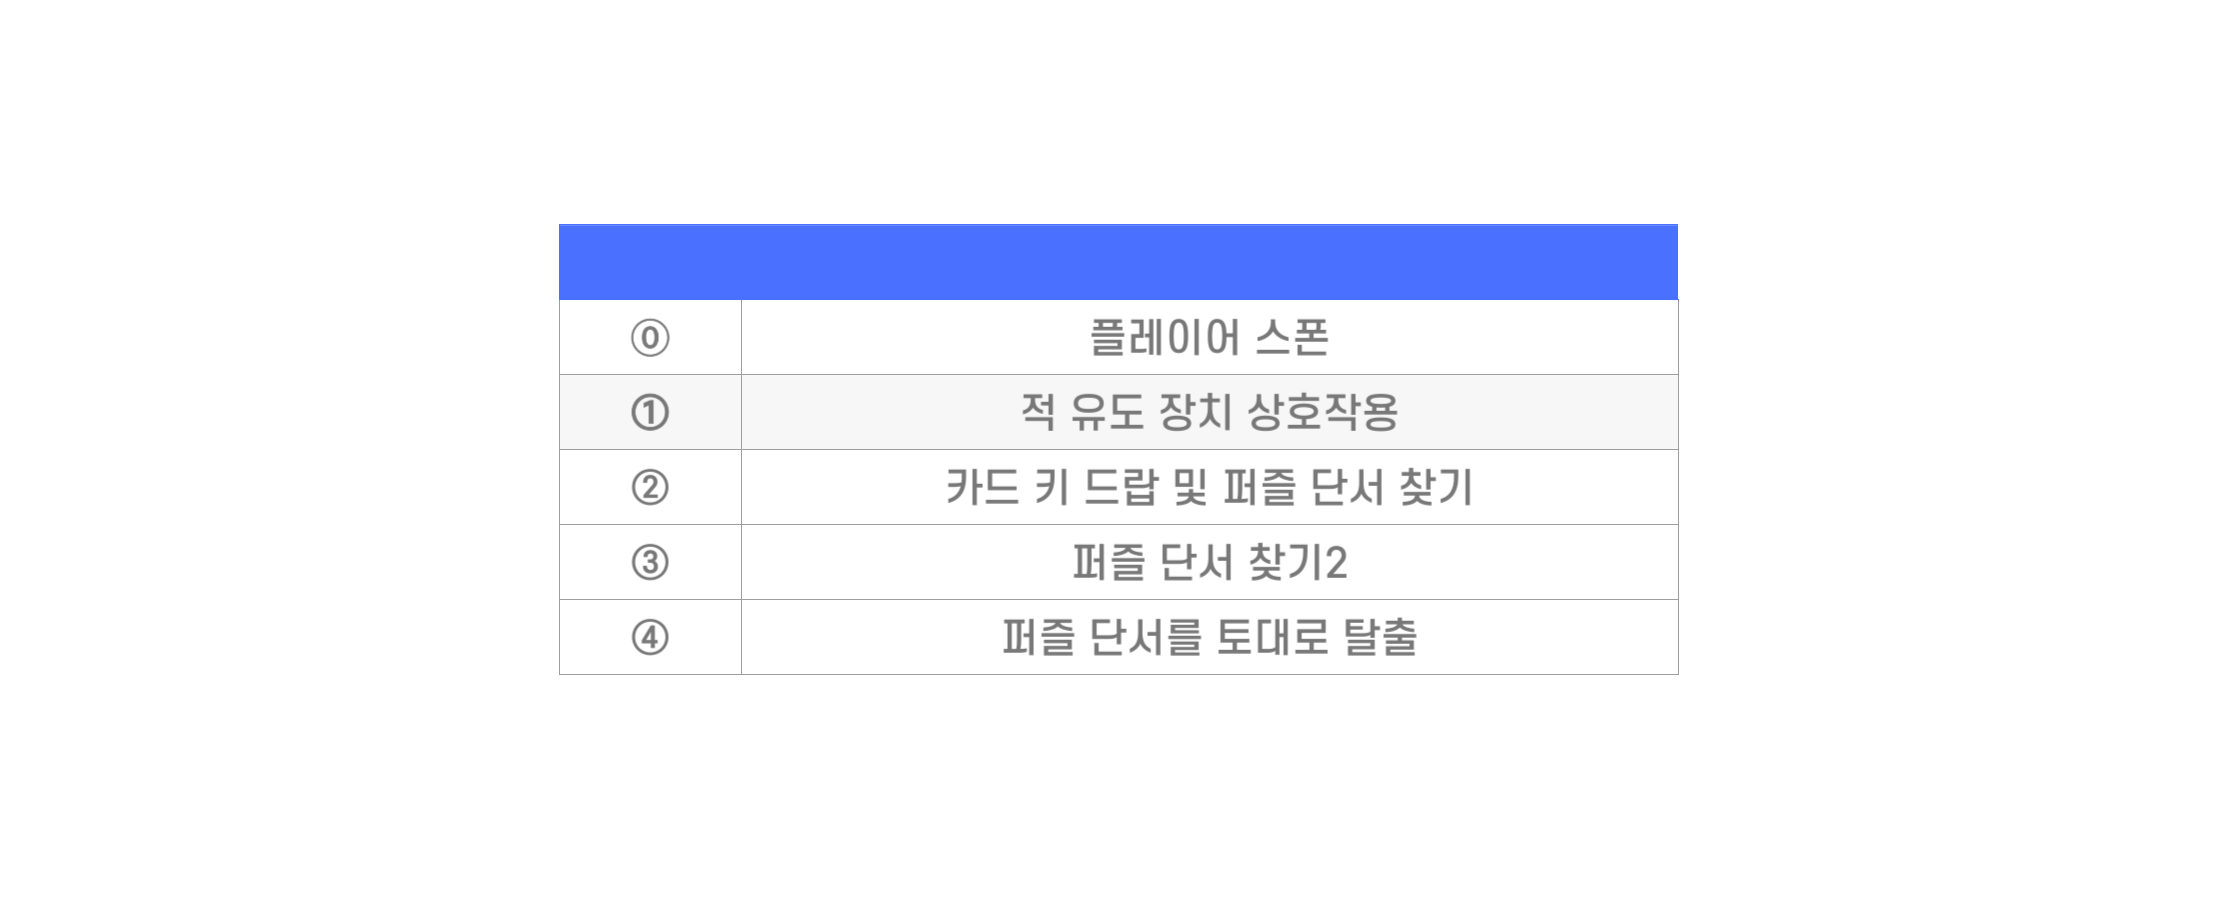 ⓪ 플레이어 스폰
① 적 유도 장치 상호작용
② 카드 키 드랍 및 퍼즐 단서 찾기
③ 퍼즐 단서 찾기2
④ 퍼즐 단서를 토대로 탈출